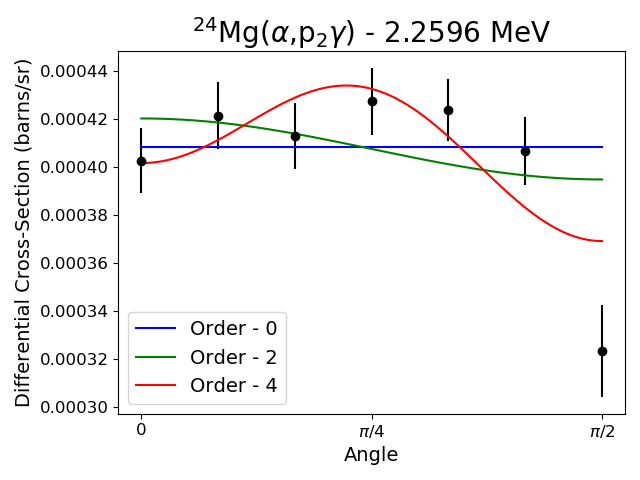 ²⁴Mg(α,p₂γ) - 2.2596 MeV
Differential Cross-Section (barns/sr)
0.00044
0.00042
0.00040
0.00038
0.00036
0.00034
0.00032
0.00030
Order - 0
Order - 2
Order - 4
0
π/4
π/2
Angle